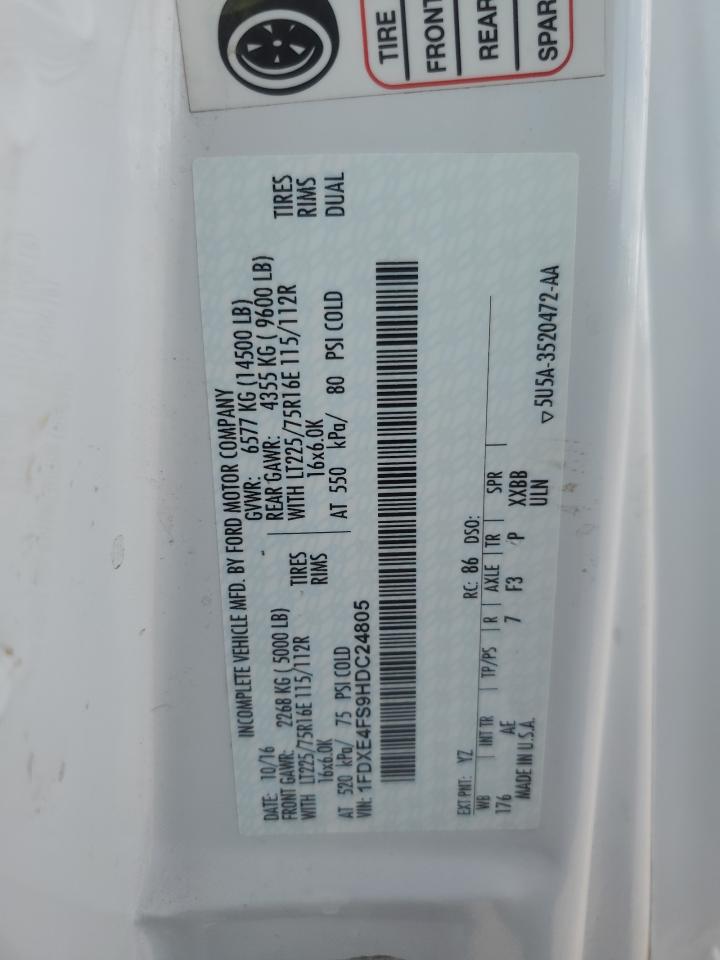 TIRE
FRONT
REAR
SPAR
INCOMPLETE VEHICLE MFD. BY FORD MOTOR COMPANY
DATE: 10/16 GVWR: 6577 KG (14500 LB)
FRONT GAWR: 2268 KG ( 5000 LB) REAR GAWR: 4355 KG ( 9600 LB)
WITH LT225/75R16E 115/112R TIRES WITH LT225/75R16E 115/112R TIRES
16x6.0K RIMS 16x6.0K RIMS
AT 520 kPa/ 75 PSI COLD AT 550 kPa/ 80 PSI COLD DUAL
VIN: 1FDXE4FS9HDC24805
EXT PNT: YZ RC: 86 DSO:
WB INT TR TP/PS R AXLE TR SPR
176 AE 7 F3 P XXBB
MADE IN U.S.A. ULN
▽5U5A-3520472-AA